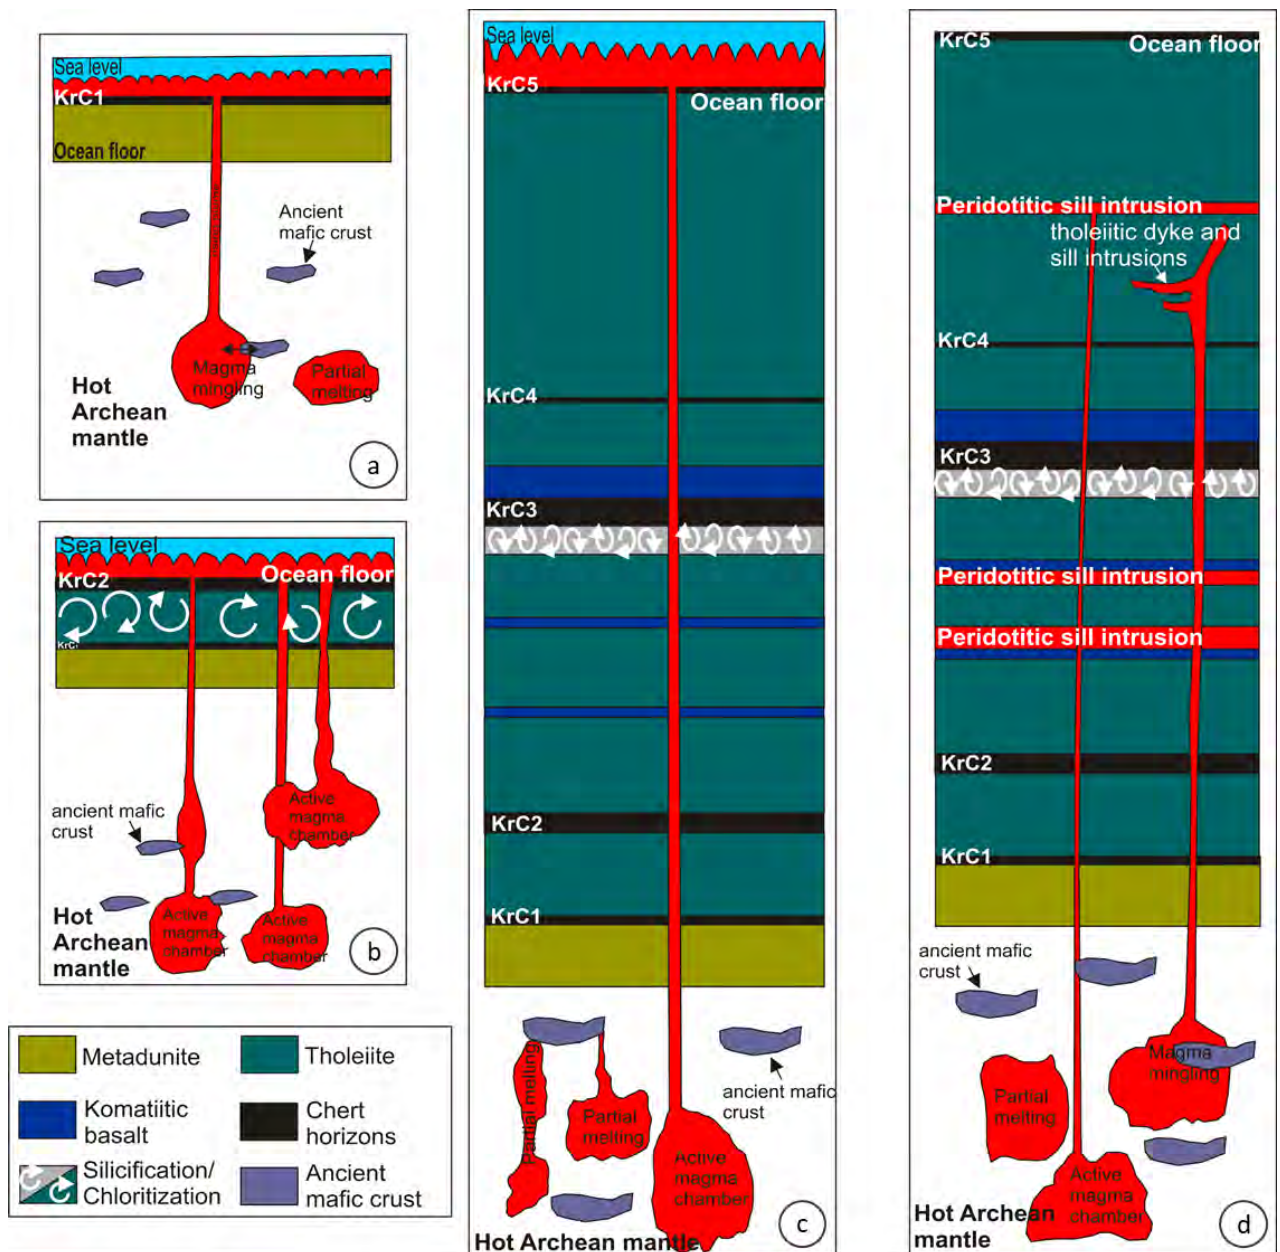 Sea level
KrC1
Ocean floor
Ancient
mafic crust
Magma
mingling
Partial
melting
Hot
Archean
mantle
a
Sea level
Ocean floor
KrC2
KrC1
Active
magma
chamber
ancient mafic
crust
Active
magma
chamber
Active
magma
chamber
Hot
Archean
mantle
b
Metadunite
Tholeiite
Komatiitic
basalt
Chert
horizons
Silicification/
Chloritization
Ancient
mafic crust
Sea level
KrC5
Ocean floor
KrC4
KrC3
KrC2
KrC1
Partial melting
Partial
melting
Active
magma
chamber
ancient mafic
crust
Hot Archean mantle
c
KrC5
Ocean floor
Peridotitic sill intrusion
tholeiitic dyke and
sill intrusions
KrC4
KrC3
Peridotitic sill intrusion
Peridotitic sill intrusion
KrC2
KrC1
ancient mafic
crust
Magma
mingling
Partial
melting
Active
magma
chamber
Hot Archean
mantle
d